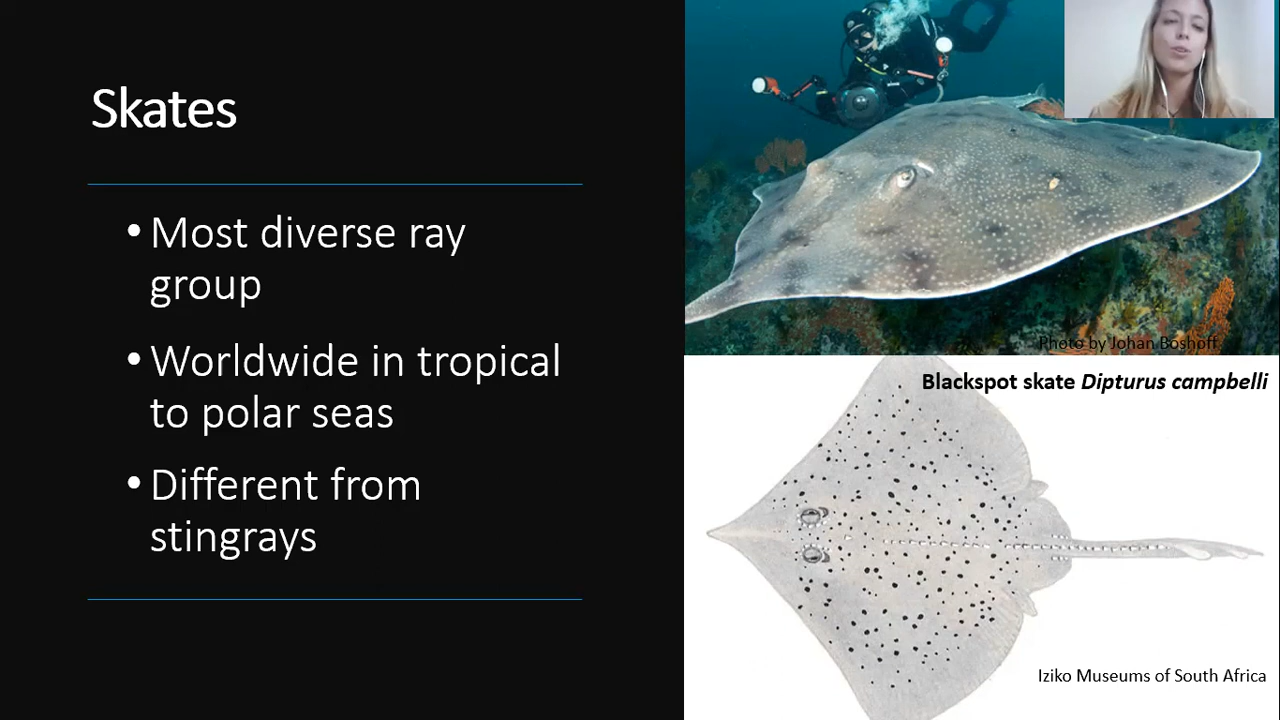 Skates
• Most diverse ray
group
• Worldwide in tropical
to polar seas
• Different from
stingrays
Photo by Johan Boshoff
Blackspot skate Dipturus campbelli
Iziko Museums of South Africa